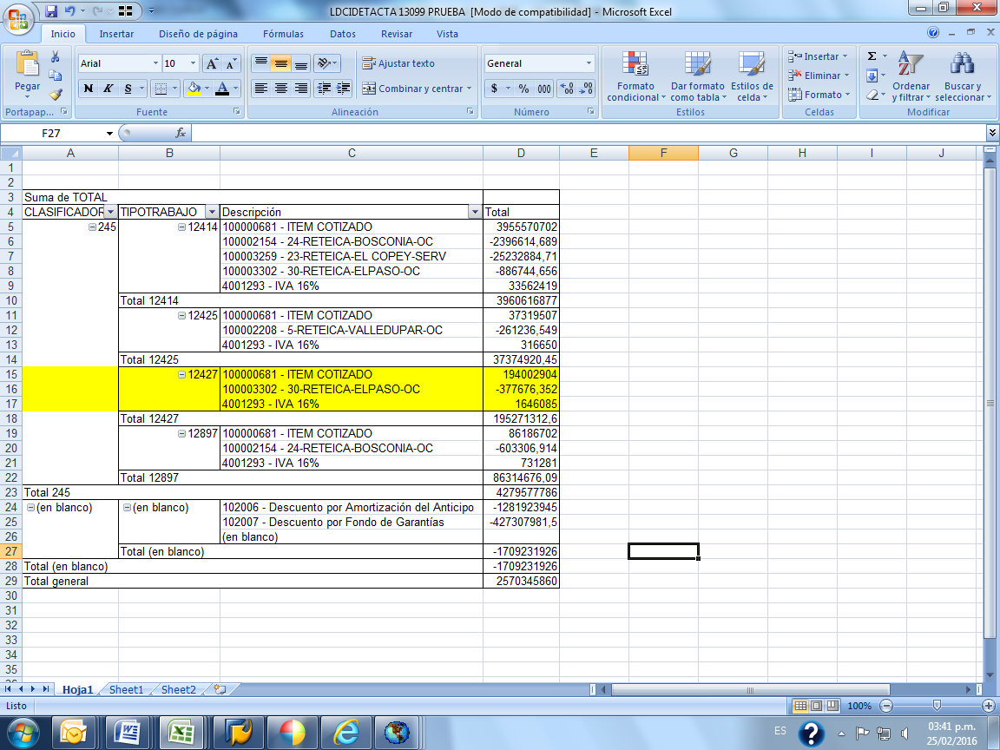 LDCIDETACTA 13099 PRUEBA [Modo de compatibilidad] - Microsoft Excel
Inicio Insertar Diseño de página Fórmulas Datos Revisar Vista
Pegar
Portapap...
Arial 10
N K S
Fuente
Ajustar texto
Combinar y centrar
Alineación
General
$ % 000
Número
Formato condicional
Dar formato como tabla
Estilos de celda
Estilos
Insertar
Eliminar
Formato
Celdas
Ordenar y filtrar
Buscar y seleccionar
Modificar
F27 fx
A B C D E F G H I J
1
2
3 Suma de TOTAL
4 CLASIFICADOR TIPOTRABAJO Descripción Total
5 245 12414 100000681 - ITEM COTIZADO 3955570702
6 100002154 - 24-RETEICA-BOSCONIA-OC -2396614,689
7 100003259 - 23-RETEICA-EL COPEY-SERV -25232884,71
8 100003302 - 30-RETEICA-ELPASO-OC -886744,656
9 4001293 - IVA 16% 33562419
10 Total 12414 3960616877
11 12425 100000681 - ITEM COTIZADO 37319507
12 100002208 - 5-RETEICA-VALLEDUPAR-OC -261236,549
13 4001293 - IVA 16% 316650
14 Total 12425 37374920,45
15 12427 100000681 - ITEM COTIZADO 194002904
16 100003302 - 30-RETEICA-ELPASO-OC -377676,352
17 4001293 - IVA 16% 1646085
18 Total 12427 195271312,6
19 12897 100000681 - ITEM COTIZADO 86186702
20 100002154 - 24-RETEICA-BOSCONIA-OC -603306,914
21 4001293 - IVA 16% 731281
22 Total 12897 86314676,09
23 Total 245 4279577786
24 (en blanco) (en blanco) 102006 - Descuento por Amortización del Anticipo -1281923945
25 102007 - Descuento por Fondo de Garantías -427307981,5
26 (en blanco)
27 Total (en blanco) -1709231926
28 Total (en blanco) -1709231926
29 Total general 2570345860
30
31
32
33
34
35
Hoja1 Sheet1 Sheet2
Listo 100%
ES 03:41 p.m.
25/02/2016